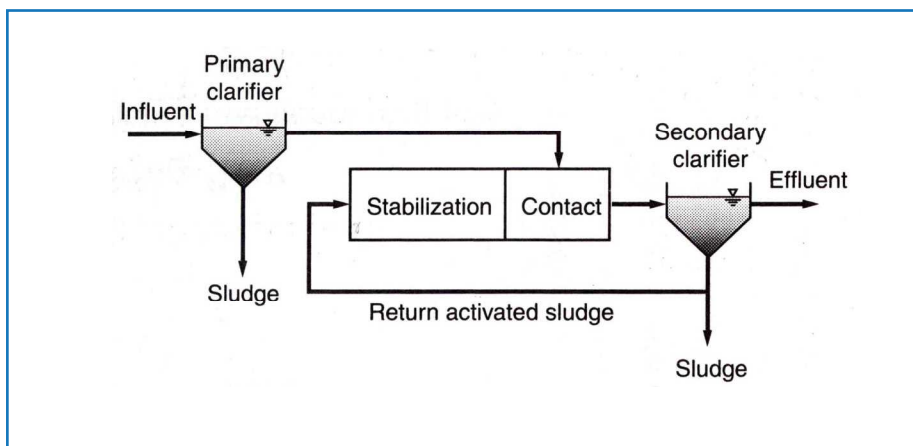 Primary
clarifier
Influent
Secondary
clarifier
Effluent
Stabilization
Contact
Sludge
Return activated sludge
Sludge